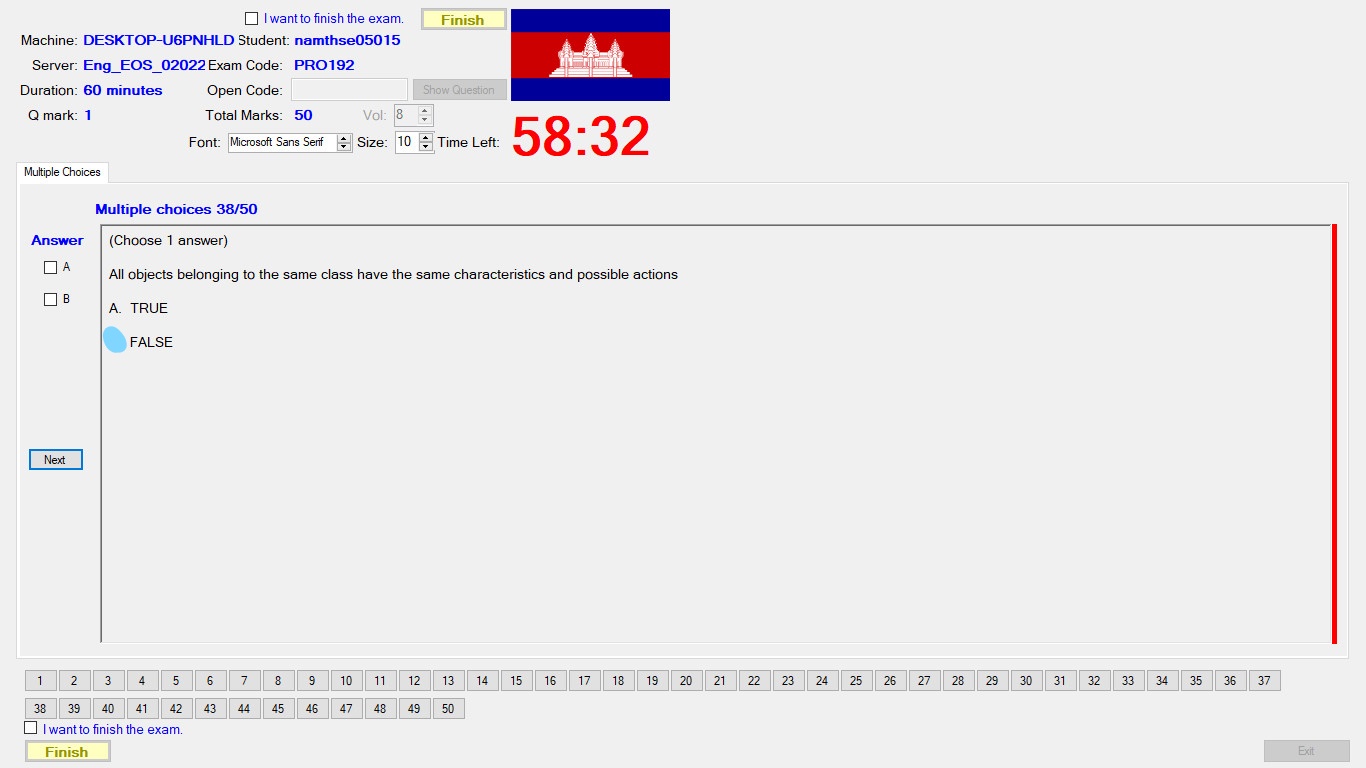 I want to finish the exam. Finish
Machine: DESKTOP-U6PNHLD Student: namthse05015
Server: Eng_EOS_02022 Exam Code: PRO192
Duration: 60 minutes Open Code: Show Question
Q mark: 1 Total Marks: 50 Vol: 8
Font: Microsoft Sans Serif Size: 10 Time Left: 58:32
Multiple Choices
Multiple choices 38/50
Answer
A
B
(Choose 1 answer)
All objects belonging to the same class have the same characteristics and possible actions
A. TRUE
FALSE
Next
1 2 3 4 5 6 7 8 9 10 11 12 13 14 15 16 17 18 19 20 21 22 23 24 25 26 27 28 29 30 31 32 33 34 35 36 37
38 39 40 41 42 43 44 45 46 47 48 49 50
I want to finish the exam.
Finish Exit